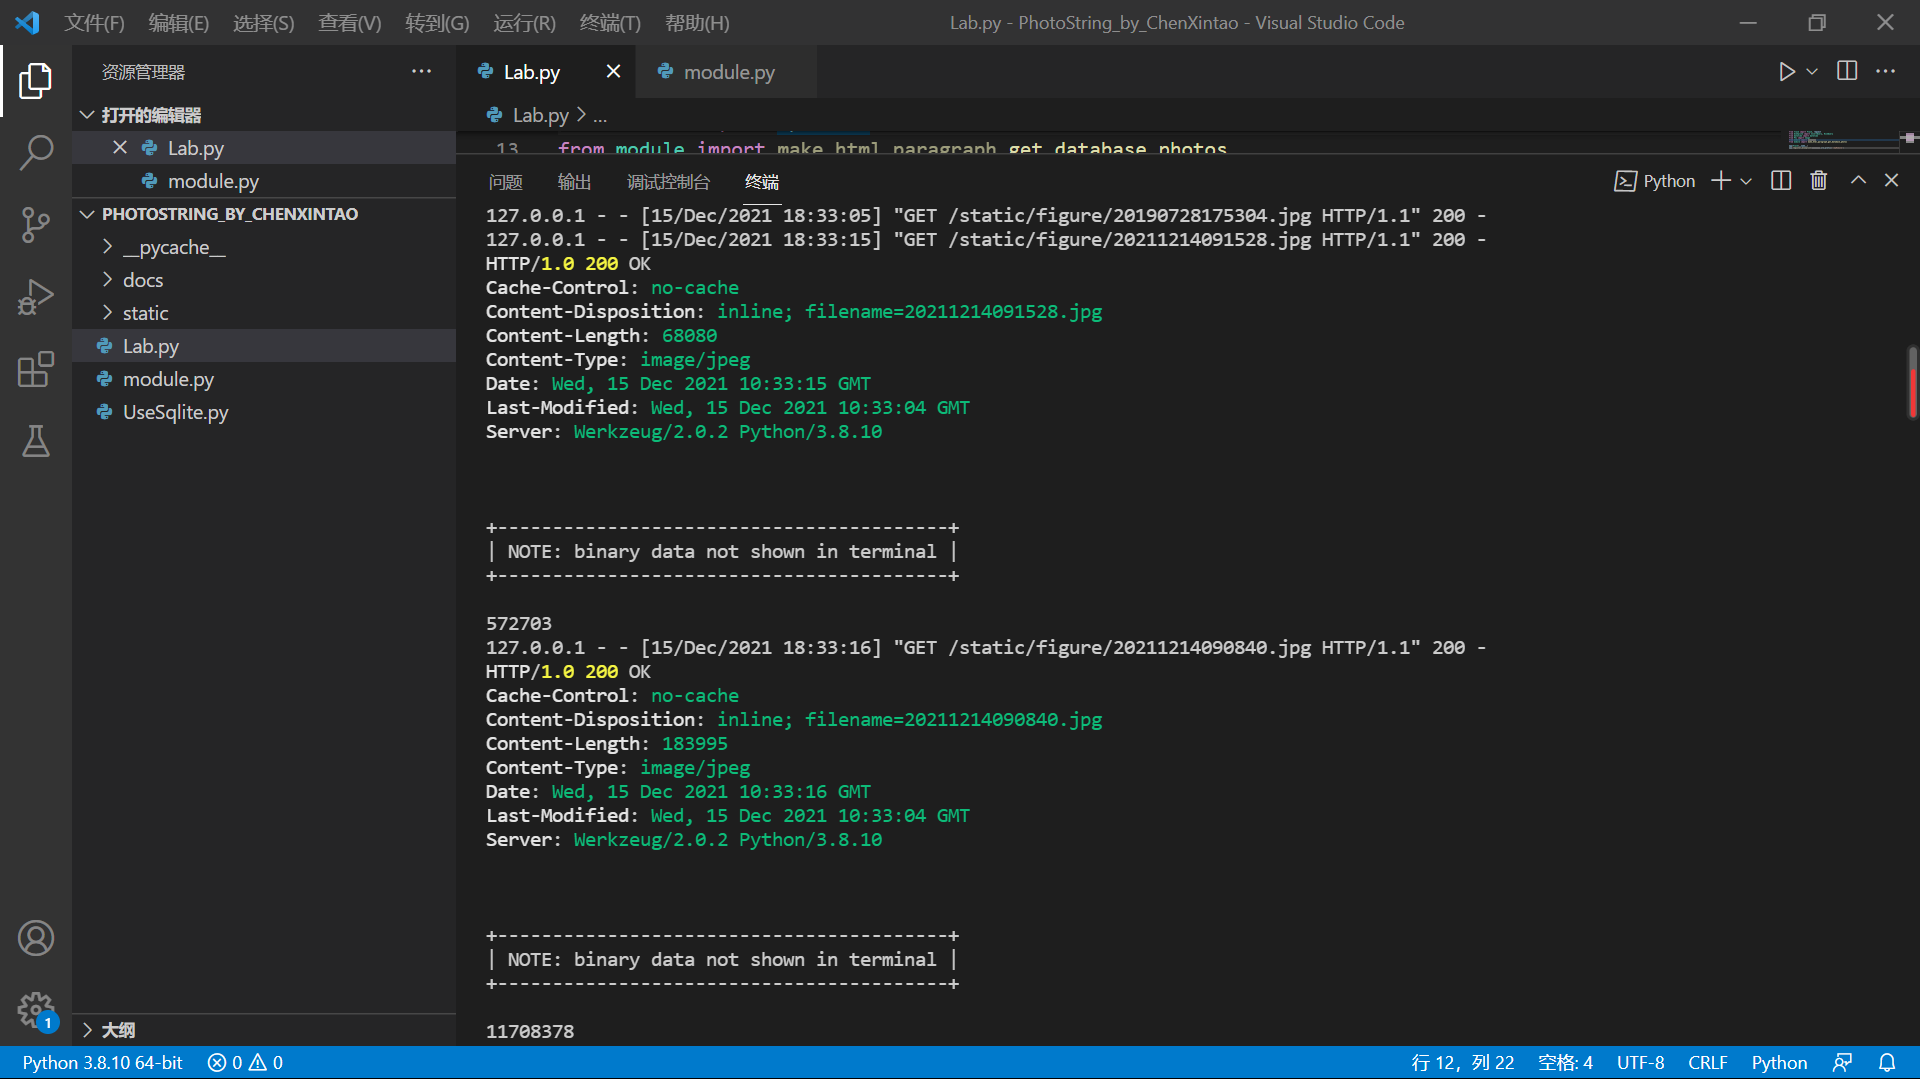 文件(F) 编辑(E) 选择(S) 查看(V) 转到(G) 运行(R) 终端(T) 帮助(H) Lab.py - PhotoString_by_ChenXintao - Visual Studio Code
资源管理器
打开的编辑器
Lab.py
module.py
PHOTOSTRING_BY_CHENXINTAO
__pycache__
docs
static
Lab.py
module.py
UseSqlite.py
大纲
Lab.py module.py
Lab.py > ...
13 from module import make_html_paragraph,get_database_photos
问题 输出 调试控制台 终端 Python
127.0.0.1 - - [15/Dec/2021 18:33:05] "GET /static/figure/20190728175304.jpg HTTP/1.1" 200 -
127.0.0.1 - - [15/Dec/2021 18:33:15] "GET /static/figure/20211214091528.jpg HTTP/1.1" 200 -
HTTP/1.0 200 OK
Cache-Control: no-cache
Content-Disposition: inline; filename=20211214091528.jpg
Content-Length: 68080
Content-Type: image/jpeg
Date: Wed, 15 Dec 2021 10:33:15 GMT
Last-Modified: Wed, 15 Dec 2021 10:33:04 GMT
Server: Werkzeug/2.0.2 Python/3.8.10
+-----------------------------------------+
| NOTE: binary data not shown in terminal |
+-----------------------------------------+
572703
127.0.0.1 - - [15/Dec/2021 18:33:16] "GET /static/figure/20211214090840.jpg HTTP/1.1" 200 -
HTTP/1.0 200 OK
Cache-Control: no-cache
Content-Disposition: inline; filename=20211214090840.jpg
Content-Length: 183995
Content-Type: image/jpeg
Date: Wed, 15 Dec 2021 10:33:16 GMT
Last-Modified: Wed, 15 Dec 2021 10:33:04 GMT
Server: Werkzeug/2.0.2 Python/3.8.10
+-----------------------------------------+
| NOTE: binary data not shown in terminal |
+-----------------------------------------+
11708378
1
Python 3.8.10 64-bit 0 0 行 12，列 22 空格: 4 UTF-8 CRLF Python